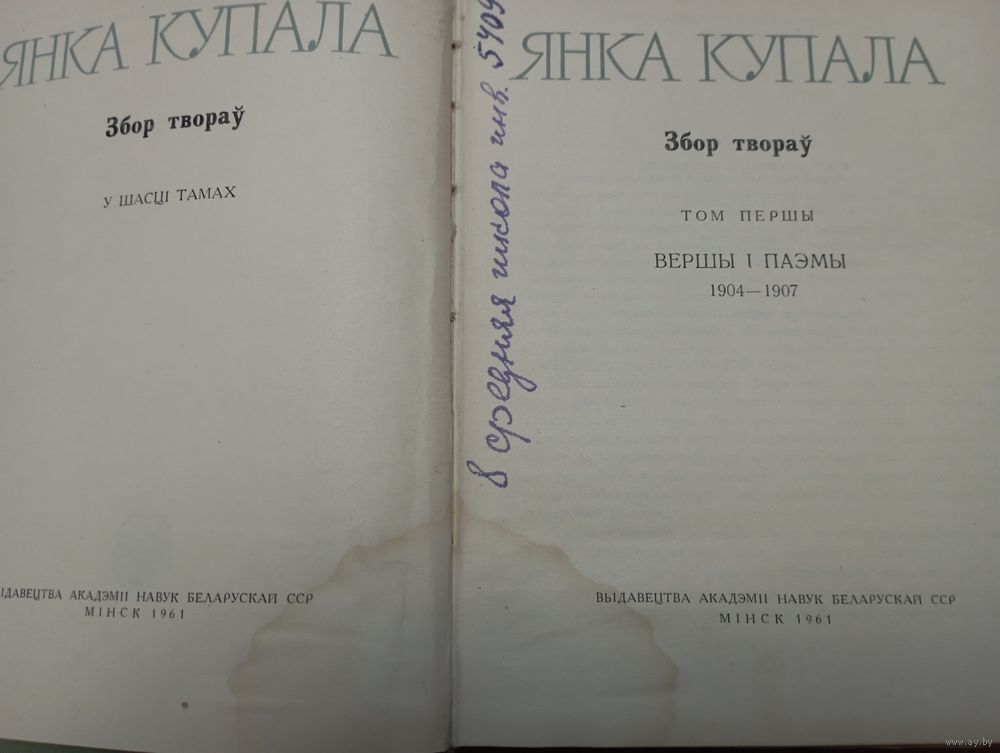 ЯНКА КУПАЛА
Збор твораў
У ШАСЦІ ТАМАХ
ЫДАВЕЦТВА АКАДЭМІІ НАВУК БЕЛАРУСКАЙ ССР
МІНСК 1961
8 средняя школа инв. 5409
ЯНКА КУПАЛА
Збор твораў
ТОМ ПЕРШЫ
ВЕРШЫ І ПАЭМЫ
1904—1907
ВЫДАВЕЦТВА АКАДЭМІІ НАВУК БЕЛАРУСКАЙ ССР
МІНСК 1961
www.ay.by